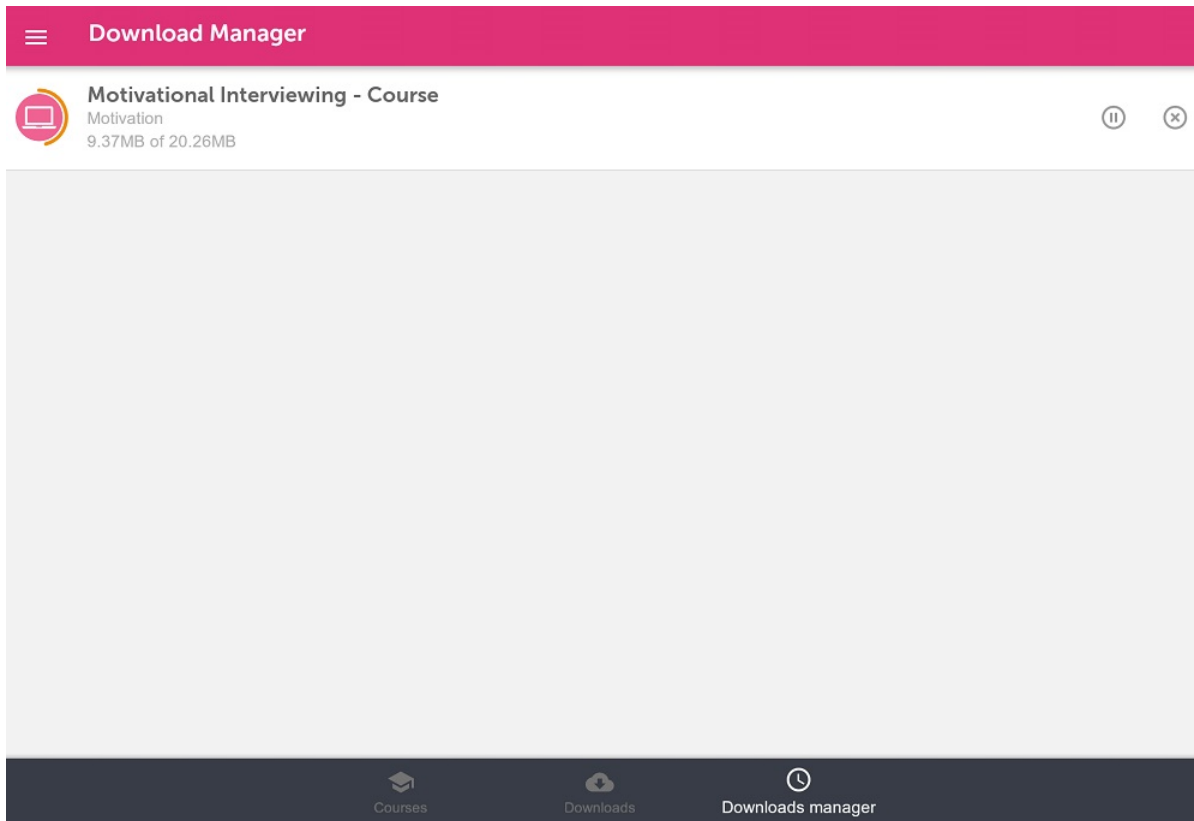 Download Manager
Motivational Interviewing - Course
Motivation
9.37MB of 20.26MB
Courses
Downloads
Downloads manager